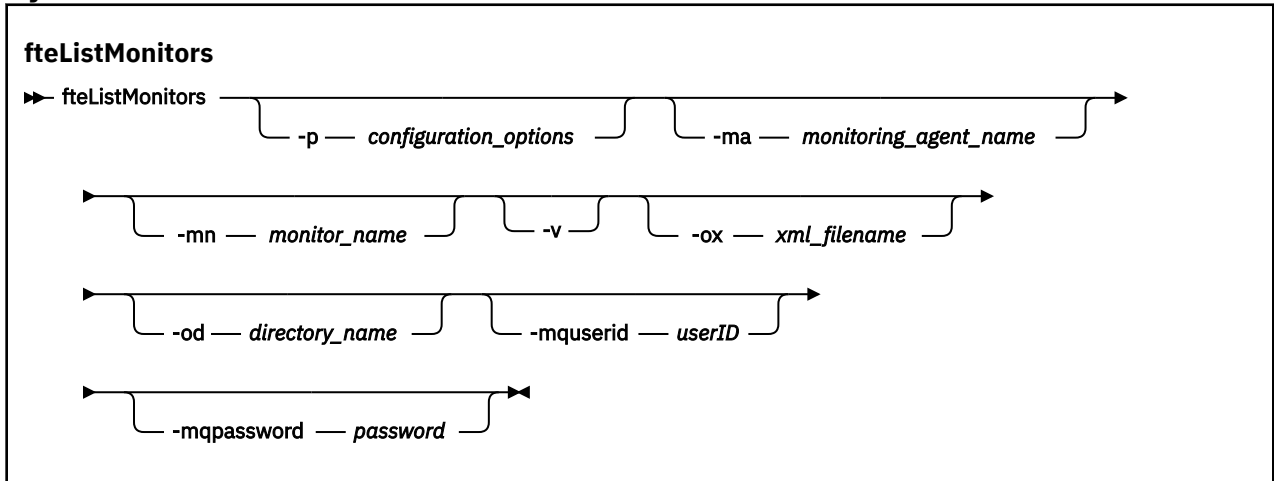 fteListMonitors
fteListMonitors
-p configuration_options -ma monitoring_agent_name
-mn monitor_name -v -ox xml_filename
-od directory_name -mquserid userID
-mqpassword password